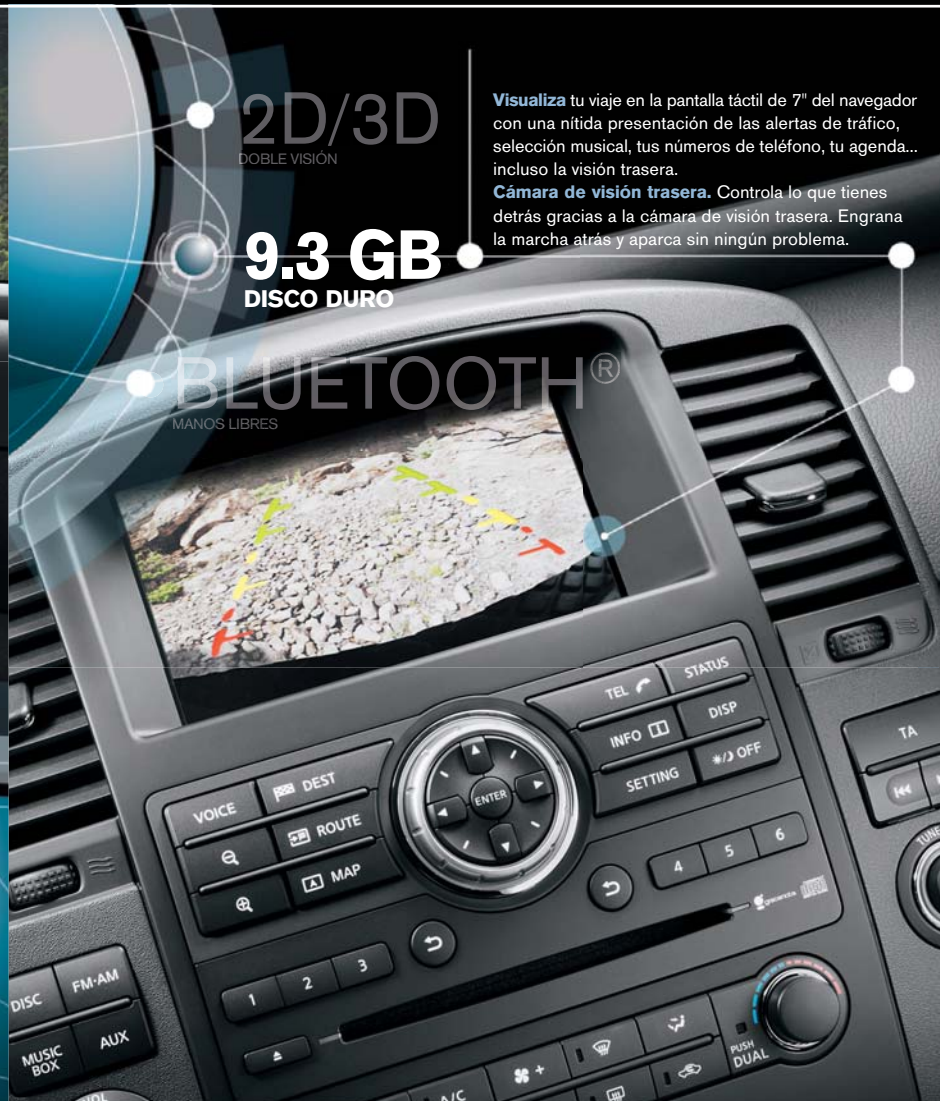 2D/3D
DOBLE VISIÓN
Visualiza tu viaje en la pantalla táctil de 7" del navegador
con una nítida presentación de las alertas de tráfico,
selección musical, tus números de teléfono, tu agenda...
incluso la visión trasera.
Cámara de visión trasera. Controla lo que tienes
detrás gracias a la cámara de visión trasera. Engrana
la marcha atrás y aparca sin ningún problema.
9.3 GB
DISCO DURO
BLUETOOTH®
MANOS LIBRES
TEL
STATUS
INFO
DISP
SETTING
OFF
VOICE
DEST
ROUTE
MAP
ENTER
TA
TUNE
4
5
6
gracenote
1
2
3
DISC
FM·AM
MUSIC
BOX
AUX
VOL
A/C
PUSH
DUAL